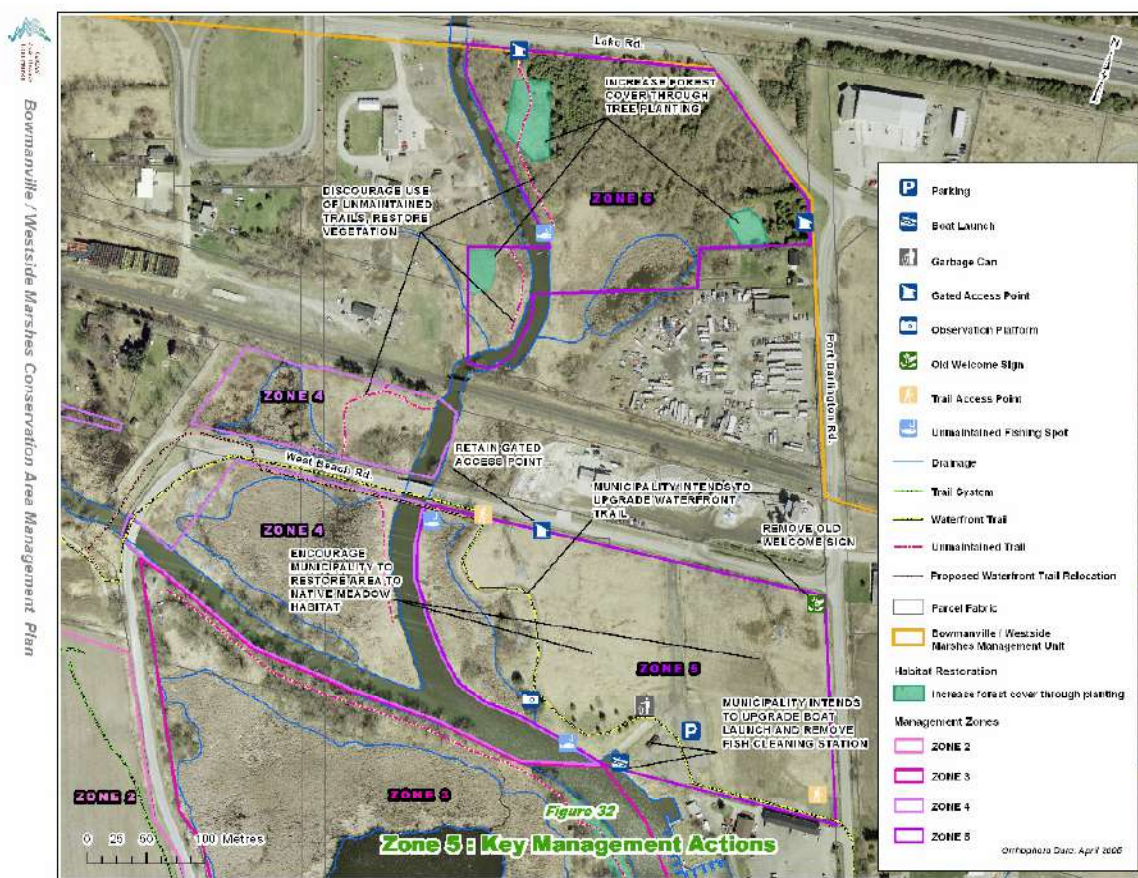 Bowmanville / Westside Marshes Conservation Area Management Plan
Lake Rd.
INCREASE FOREST
COVER THROUGH
TREE PLANTING
DISCOURAGE USE
OF UNMAINTAINED
TRAILS, RESTORE
VEGETATION
ZONE 5
Port Darlington Rd.
ZONE 4
RETAIN GATED
ACCESS POINT
West Beach Rd.
MUNICIPALITY INTENDS TO
UPGRADE WATERFRONT
TRAIL
REMOVE OLD
WELCOME SIGN
ZONE 4
ENCOURAGE
MUNICIPALITY TO
RESTORE AREA TO
NATIVE MEADOW
HABITAT
ZONE 5
MUNICIPALITY INTENDS
TO UPGRADE BOAT
LAUNCH AND REMOVE
FISH CLEANING STATION
P
ZONE 2
ZONE 3
0 25 50 100 Metres
Figure 32
Zone 5 : Key Management Actions
P Parking
Boat Launch
Garbage Can
Gated Access Point
Observation Platform
Old Welcome Sign
Trail Access Point
Unmaintained Fishing Spot
Drainage
Trail System
Waterfront Trail
Unmaintained Trail
Proposed Waterfront Trail Relocation
Parcel Fabric
Bowmanville / Westside
Marshes Management Unit
Habitat Restoration
Increase forest cover through planting
Management Zones
ZONE 2
ZONE 3
ZONE 4
ZONE 5
Orthophoto Date: April 2005